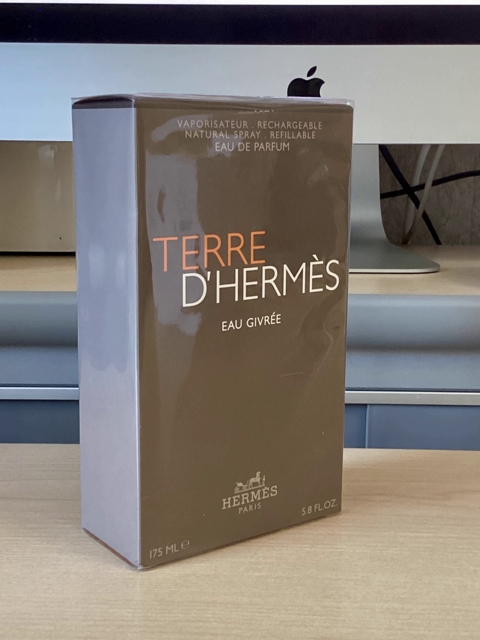 VAPORISATEUR . RECHARGEABLE
NATURAL SPRAY . REFILLABLE
EAU DE PARFUM
TERRE
D'HERMÈS
EAU GIVRÉE
HERMÈS
PARIS
175 ML ℮
5.8 FL.OZ.